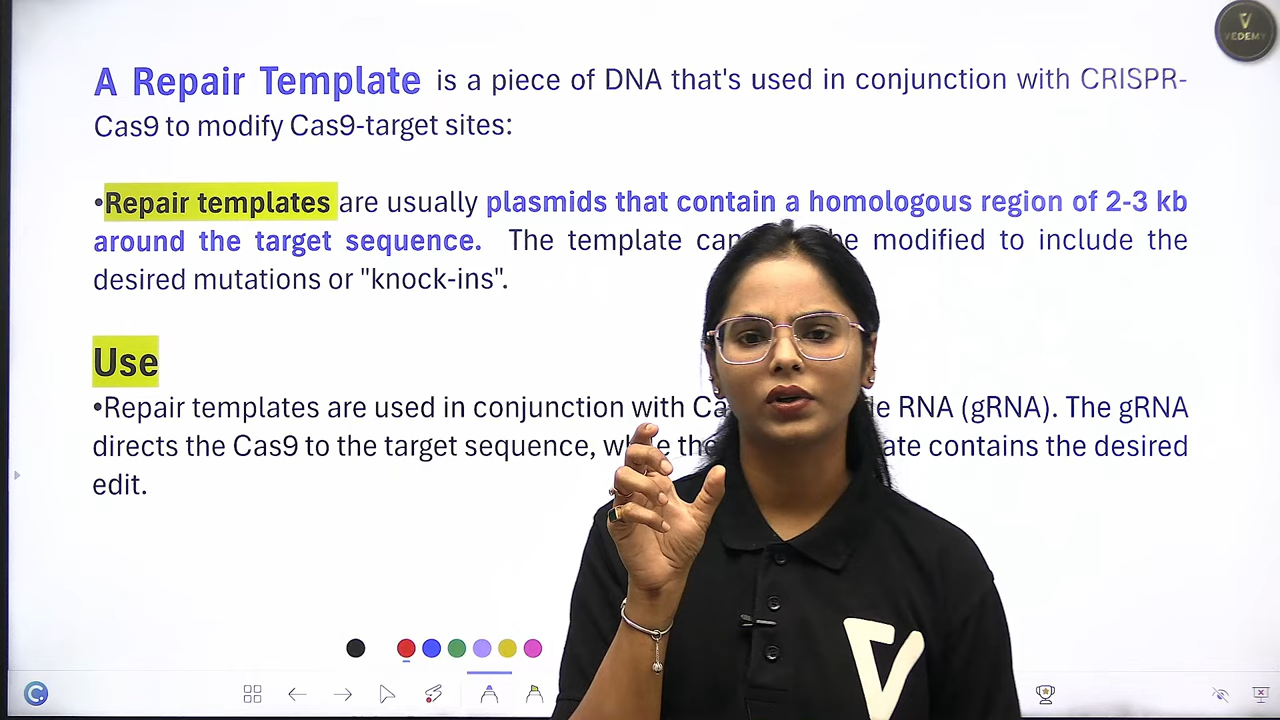 VEDEMY
A Repair Template is a piece of DNA that's used in conjunction with CRISPR-
Cas9 to modify Cas9-target sites:
•Repair templates are usually plasmids that contain a homologous region of 2-3 kb
around the target sequence. The template can be modified to include the
desired mutations or "knock-ins".
Use
•Repair templates are used in conjunction with RNA (gRNA). The gRNA
directs the Cas9 to the target sequence, the contains the desired
edit.